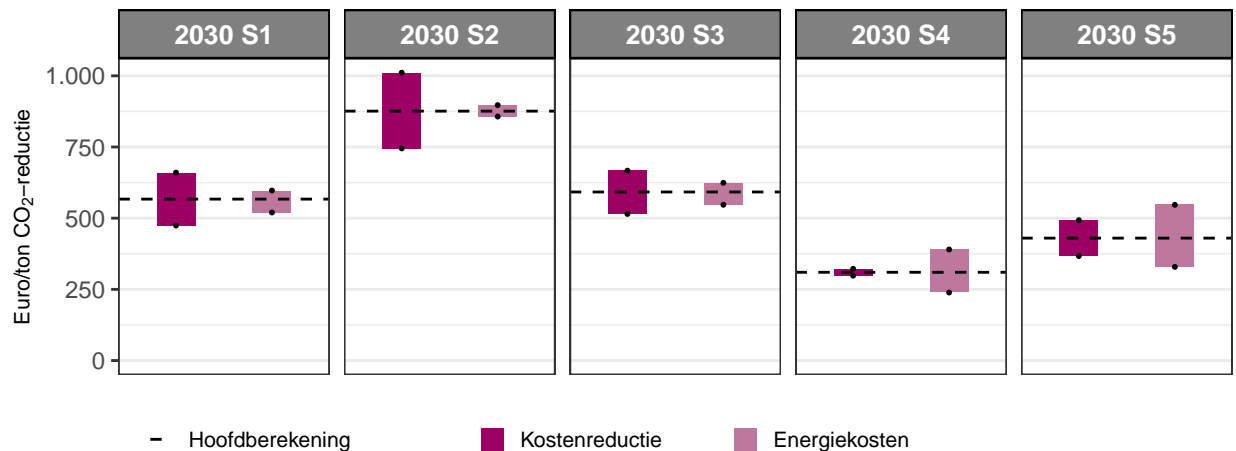 2030 S1
2030 S2
2030 S3
2030 S4
2030 S5
Euro/ton CO₂−reductie
1.000
750
500
250
0
Hoofdberekening
Kostenreductie
Energiekosten